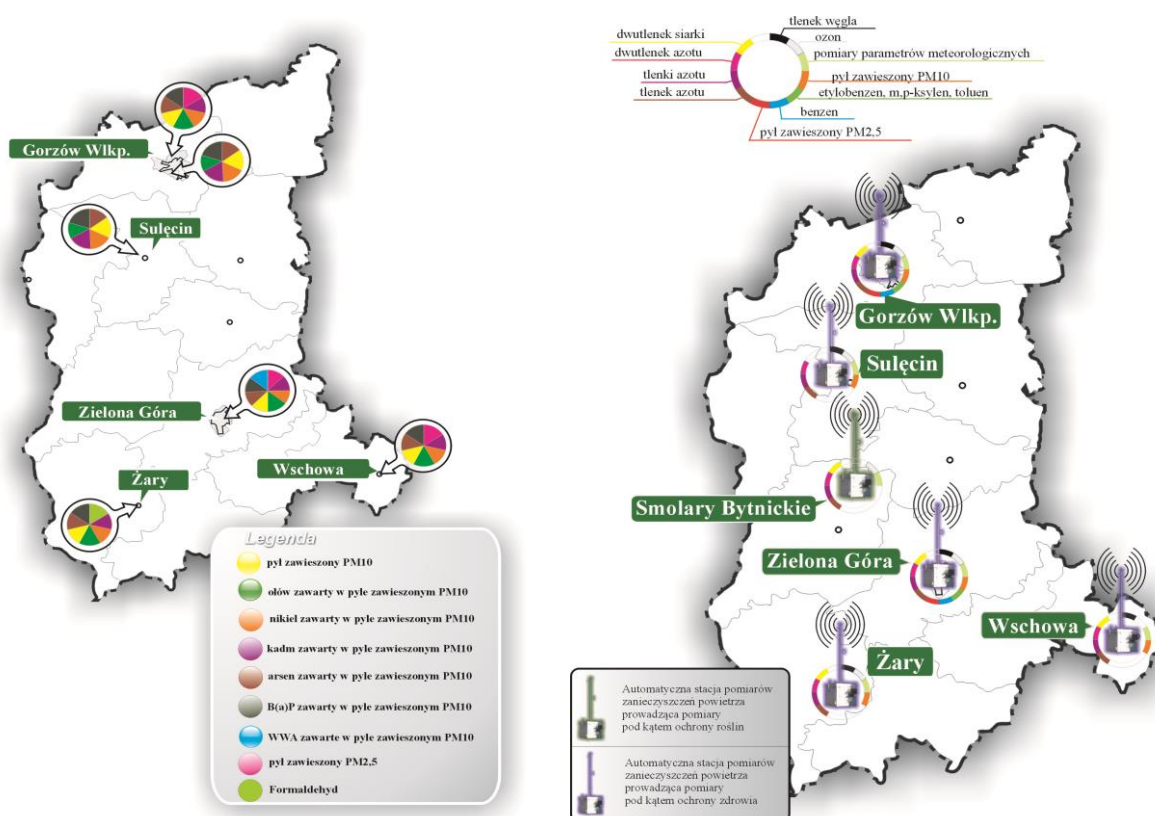 Gorzów Wlkp.
Sulęcin
Zielona Góra
Wschowa
Żary
Legenda
pył zawieszony PM10
ołów zawarty w pyle zawieszonym PM10
nikiel zawarty w pyle zawieszonym PM10
kadm zawarty w pyle zawieszonym PM10
arsen zawarty w pyle zawieszonym PM10
B(a)P zawarty w pyle zawieszonym PM10
WWA zawarte w pyle zawieszonym PM10
pył zawieszony PM2,5
Formaldehyd
tlenek węgla
dwutlenek siarki
ozon
dwutlenek azotu
pomiary parametrów meteorologicznych
tlenki azotu
pył zawieszony PM10
tlenek azotu
etylobenzen, m,p-ksylen, toluen
benzen
pył zawieszony PM2,5
Gorzów Wlkp.
Sulęcin
Smolary Bytnickie
Zielona Góra
Wschowa
Żary
Automatyczna stacja pomiarów
zanieczyszczeń powietrza
prowadząca pomiary
pod kątem ochrony roślin
Automatyczna stacja pomiarów
zanieczyszczeń powietrza
prowadząca pomiary
pod kątem ochrony zdrowia